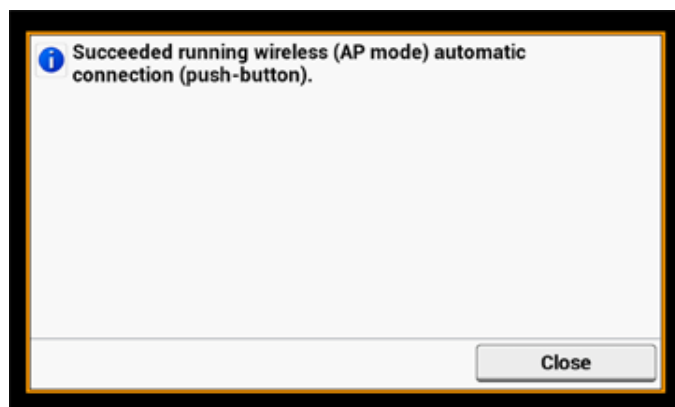 Succeeded running wireless (AP mode) automatic
connection (push-button).
Close